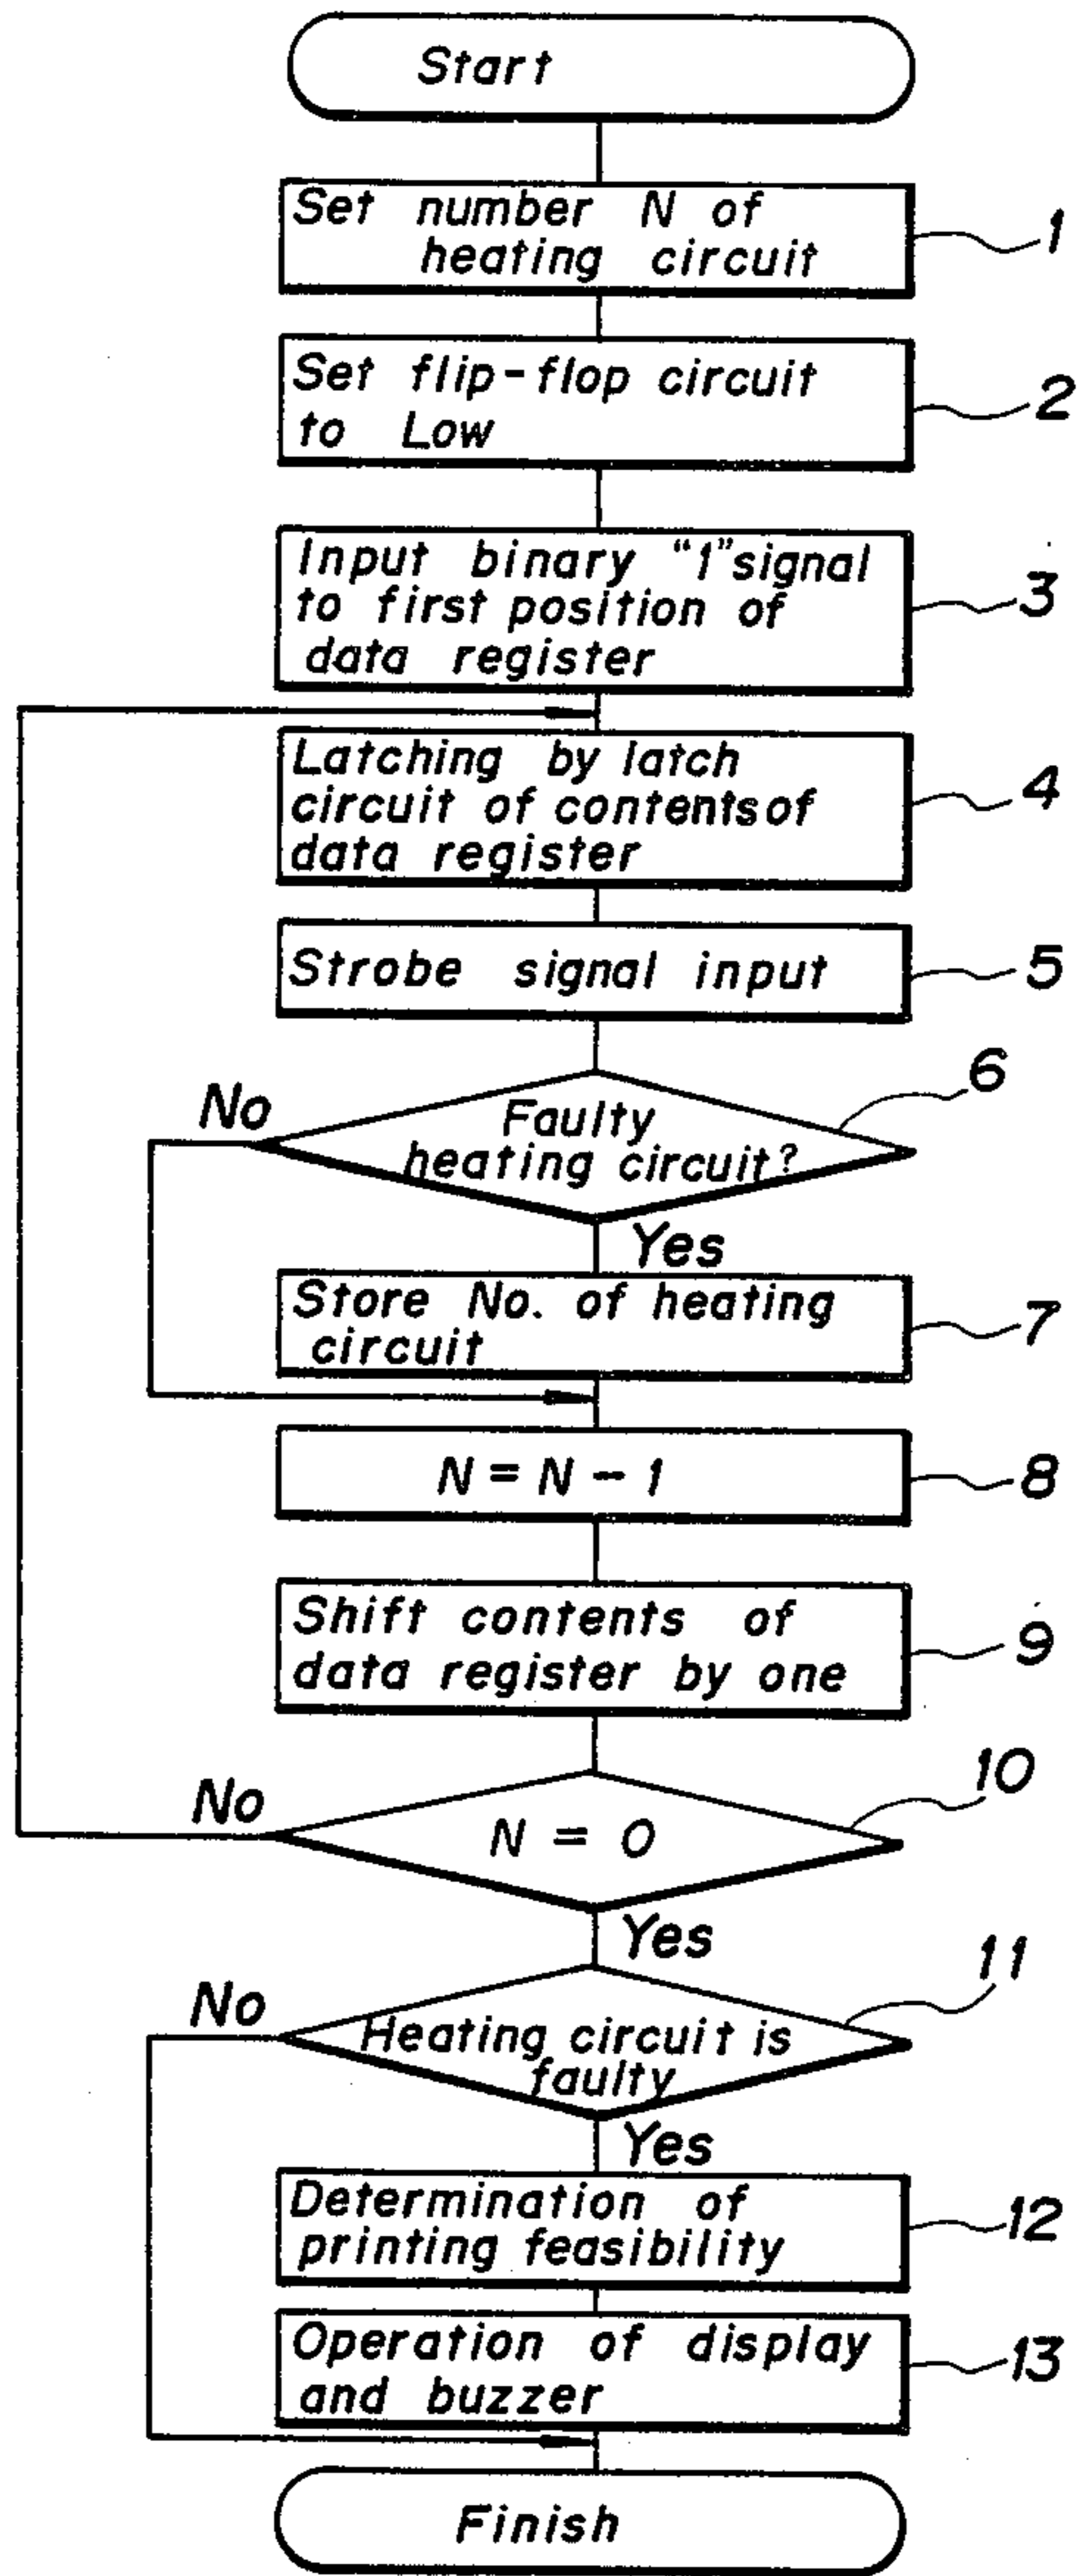 Start
Set number N of
heating circuit
1
Set flip-flop circuit
to Low
2
Input binary "1" signal
to first position of
data register
3
Latching by latch
circuit of contents of
data register
4
Strobe signal input
5
Faulty
heating circuit?
6
No
Yes
Store No. of heating
circuit
7
N = N - 1
8
Shift contents of
data register by one
9
N = 0
10
No
Yes
Heating circuit is
faulty
11
No
Yes
Determination of
printing feasibility
12
Operation of display
and buzzer
13
Finish